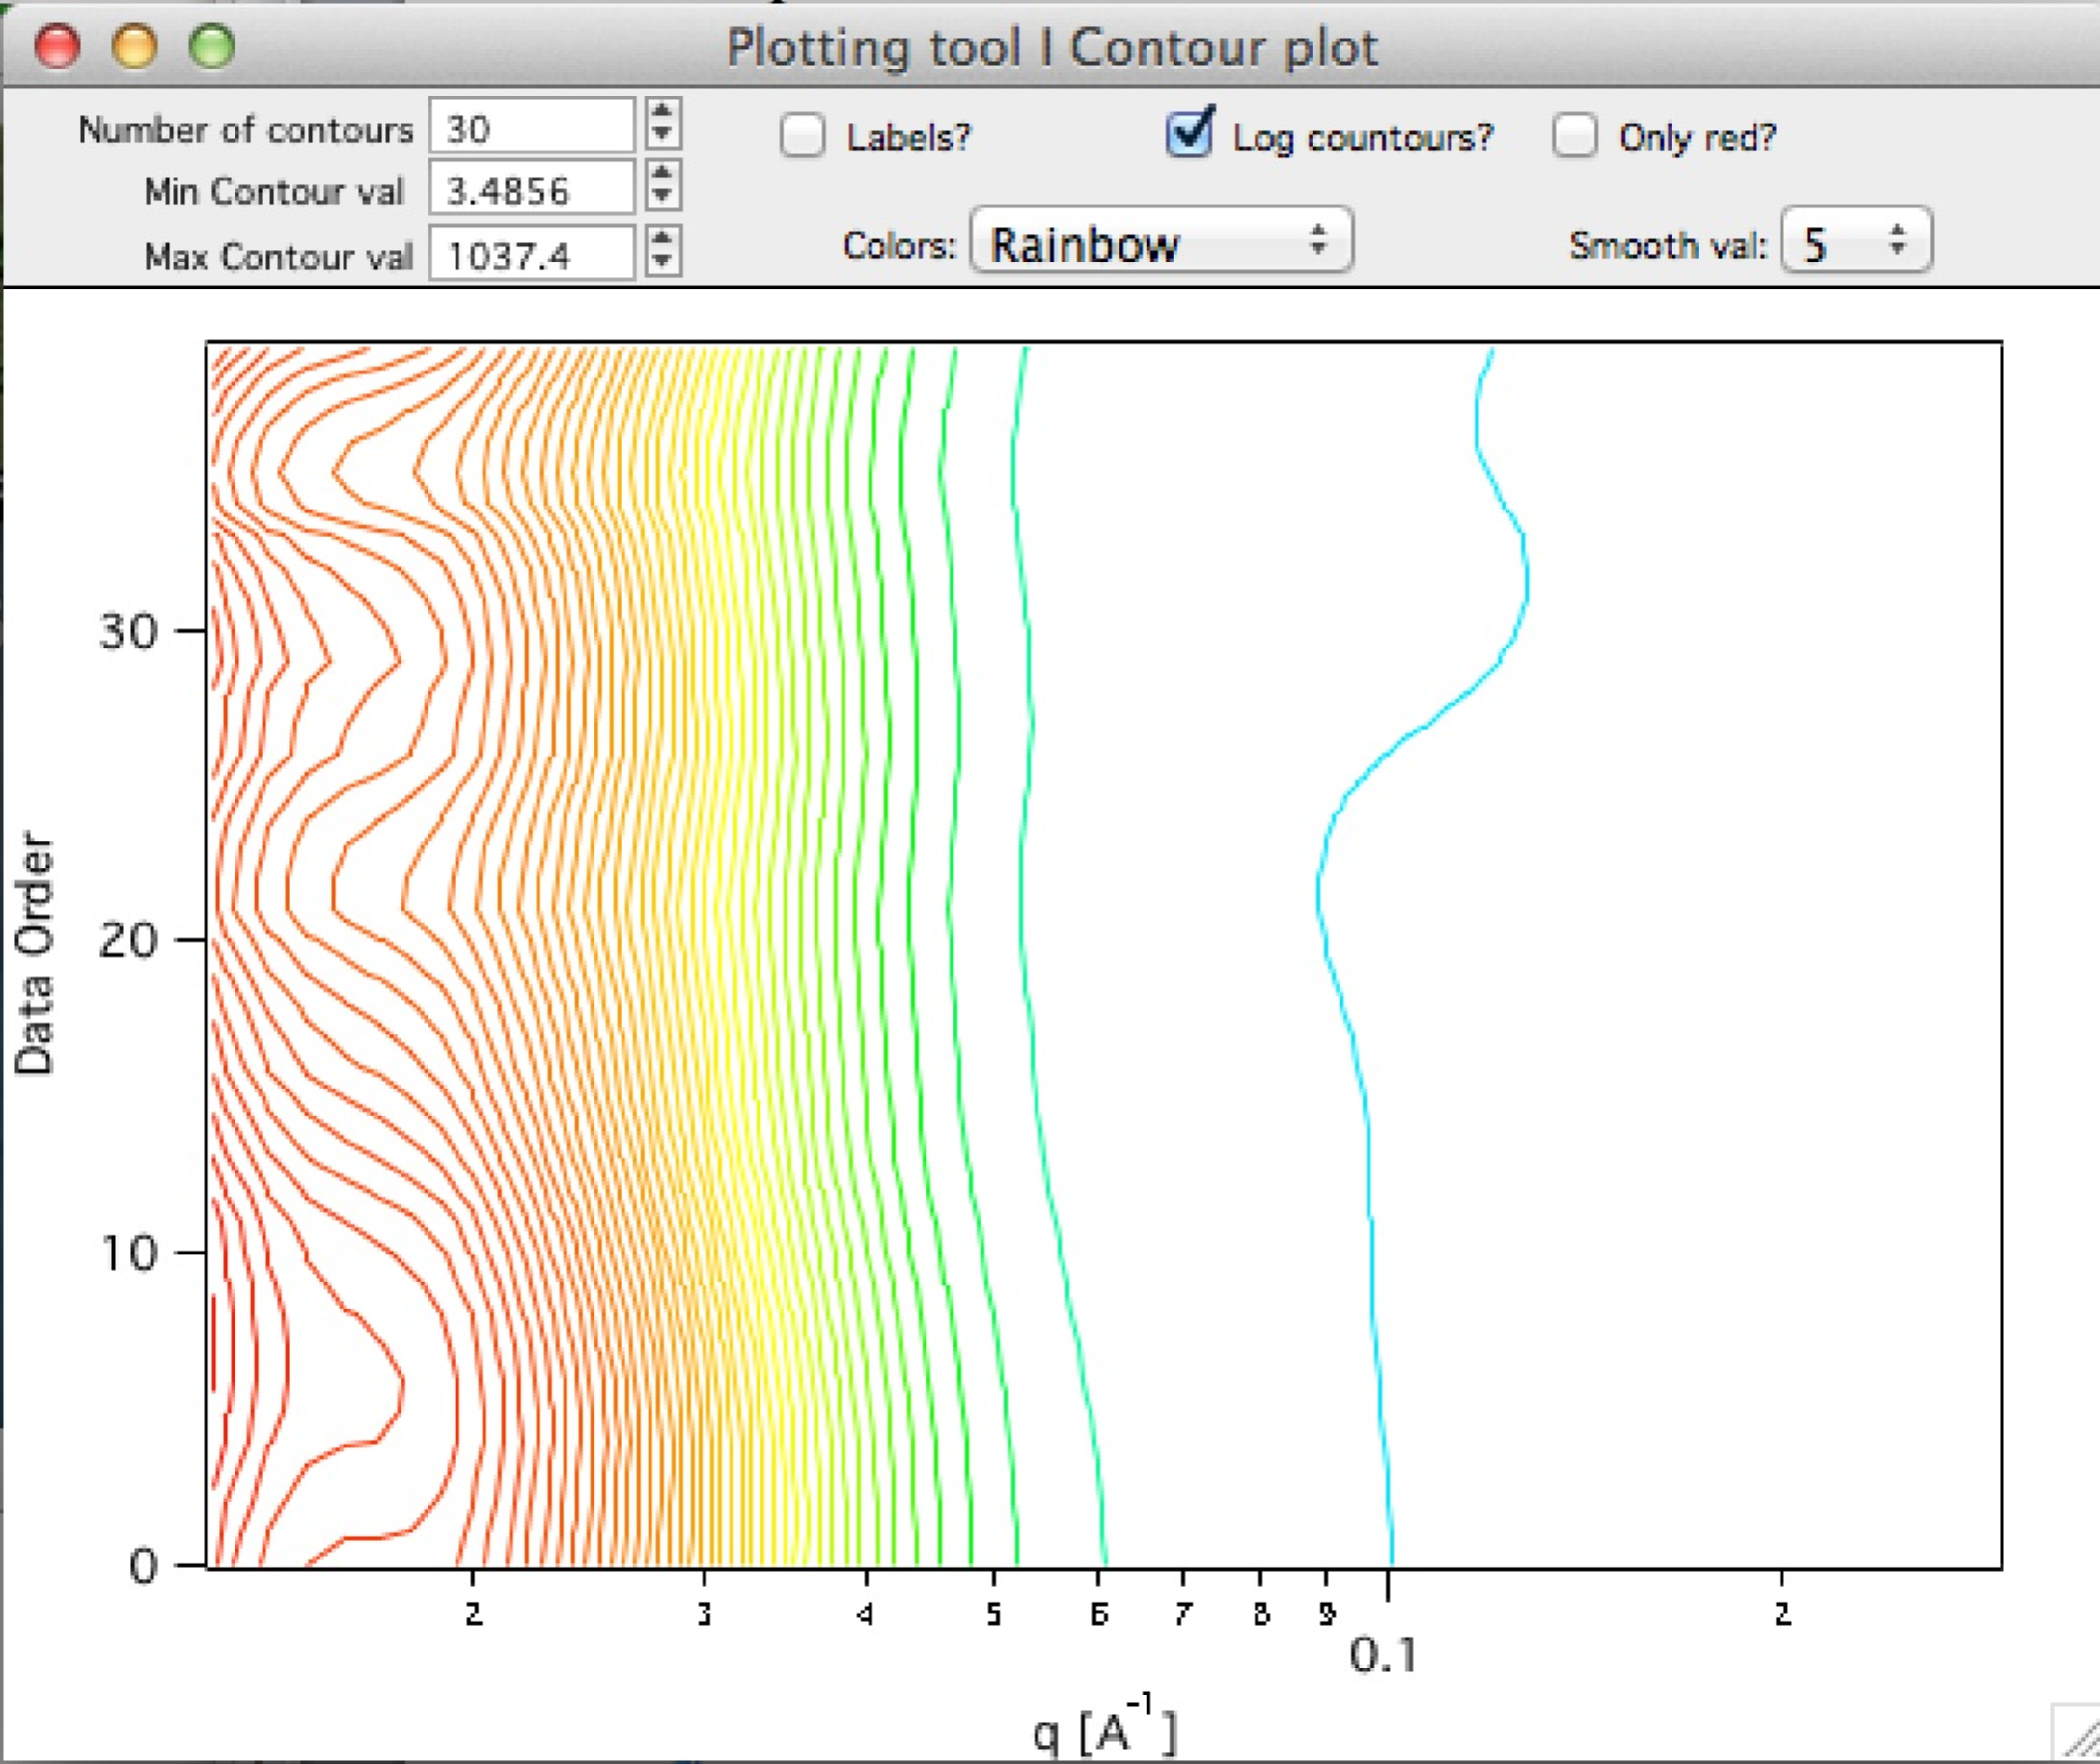 Plotting tool | Contour plot
Number of contours 30
Labels?
Log countours?
Only red?
Min Contour val 3.4856
Max Contour val 1037.4
Colors: Rainbow
Smooth val: 5
30
20
10
0
Data Order
2 3 4 5 6 7 8 9 2
0.1
q [A⁻¹]